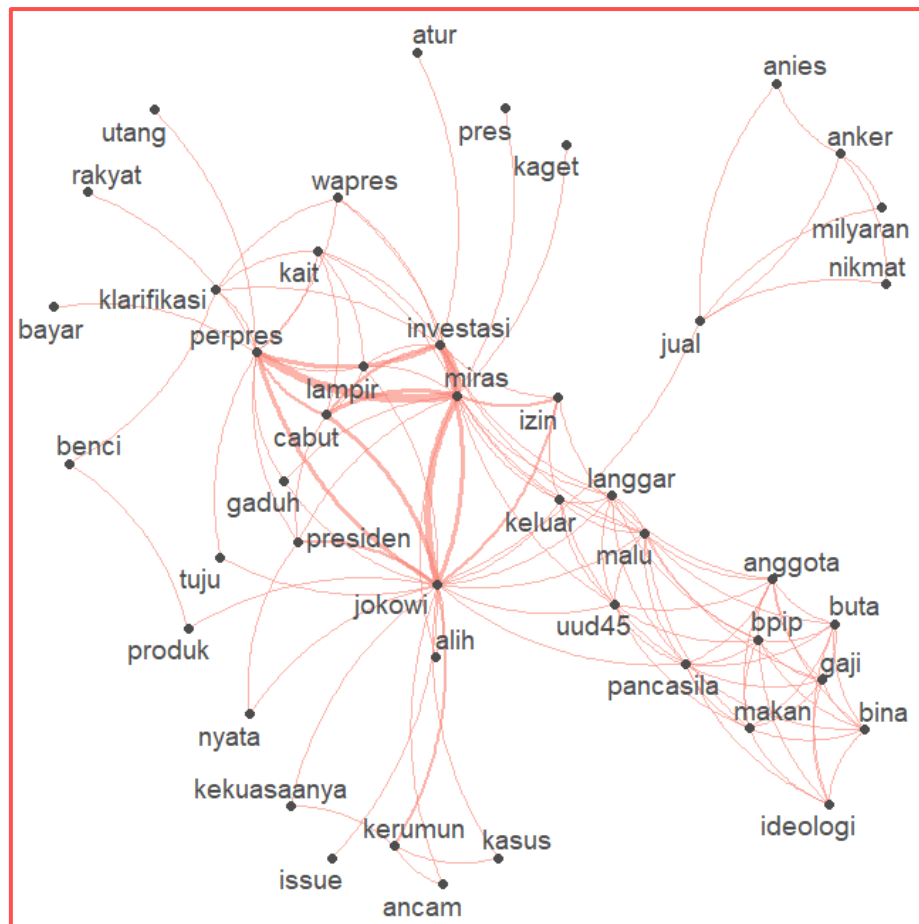 atur
anies
utang
pres
anker
kaget
rakyat
wapres
milyaran
kait
nikmat
klarifikasi
bayar
perpres
investasi
jual
lampir
miras
izin
cabut
benci
langgar
gaduh
keluar
presiden
malu
tuju
anggota
jokowi
alih
uud45
bpip
buta
produk
pancasila
gaji
makan
bina
nyata
kekuasaanya
kerumun
kasus
ideologi
issue
ancam